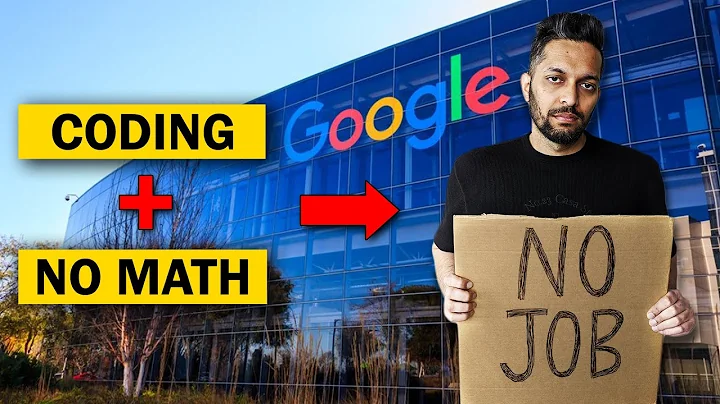 CODING
+
NO MATH
Google
NO
JOB